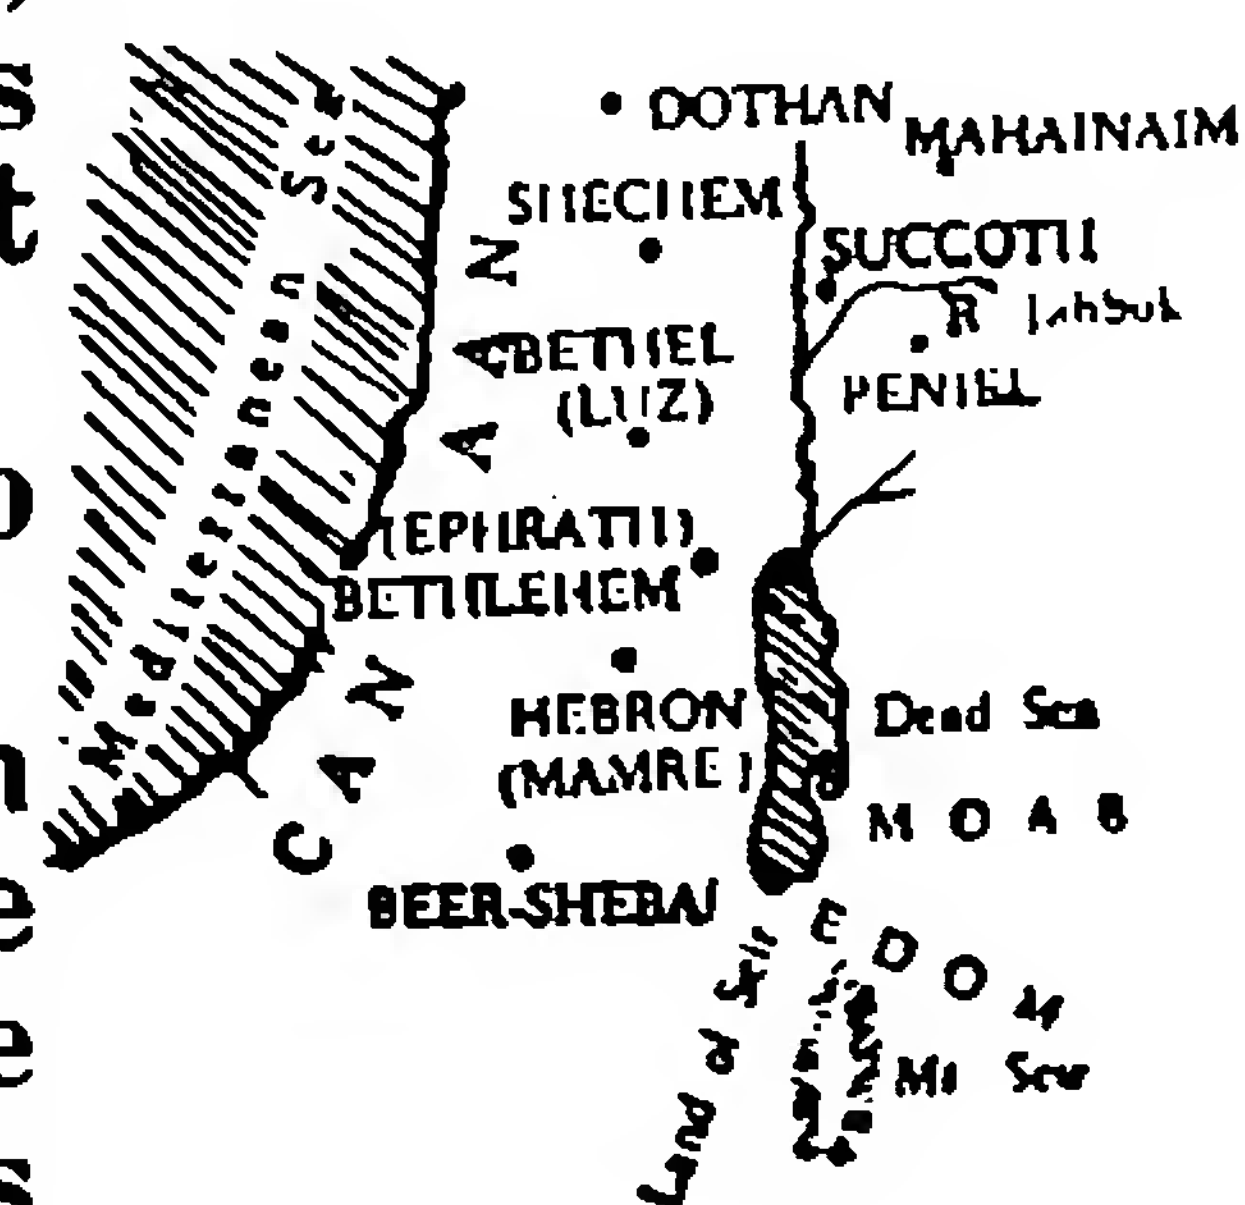 DOTHAN
MAHAINAIM
SHECHEM
SUCCOTH
R Jabbok
BETHEL
(LUZ)
PENIEL
(EPHRATH)
BETHLEHEM
HEBRON
(MAMRE)
Dead Sea
MOAB
BEER-SHEBA
EDOM
Mt Seir
Land of Seir
CANAAN
Mediterranean Sea